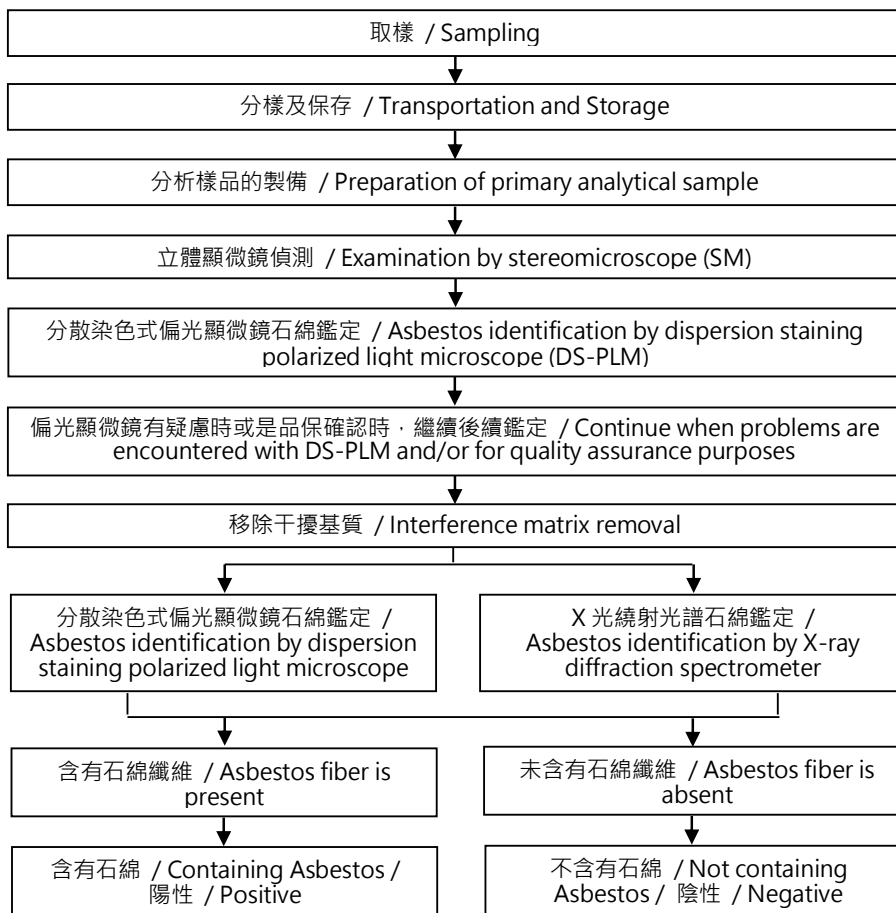 取樣 / Sampling
分樣及保存 / Transportation and Storage
分析樣品的製備 / Preparation of primary analytical sample
立體顯微鏡偵測 / Examination by stereomicroscope (SM)
分散染色式偏光顯微鏡石綿鑑定 / Asbestos identification by dispersion staining
polarized light microscope (DS-PLM)
偏光顯微鏡有疑慮時或是品保確認時，繼續後續鑑定 / Continue when problems are
encountered with DS-PLM and/or for quality assurance purposes
移除干擾基質 / Interference matrix removal
分散染色式偏光顯微鏡石綿鑑定 /
Asbestos identification by dispersion
staining polarized light microscope
X 光繞射光譜石綿鑑定 /
Asbestos identification by X-ray
diffraction spectrometer
含有石綿纖維 / Asbestos fiber is
present
未含有石綿纖維 / Asbestos fiber is
absent
含有石綿 / Containing Asbestos /
陽性 / Positive
不含有石綿 / Not containing
Asbestos / 陰性 / Negative